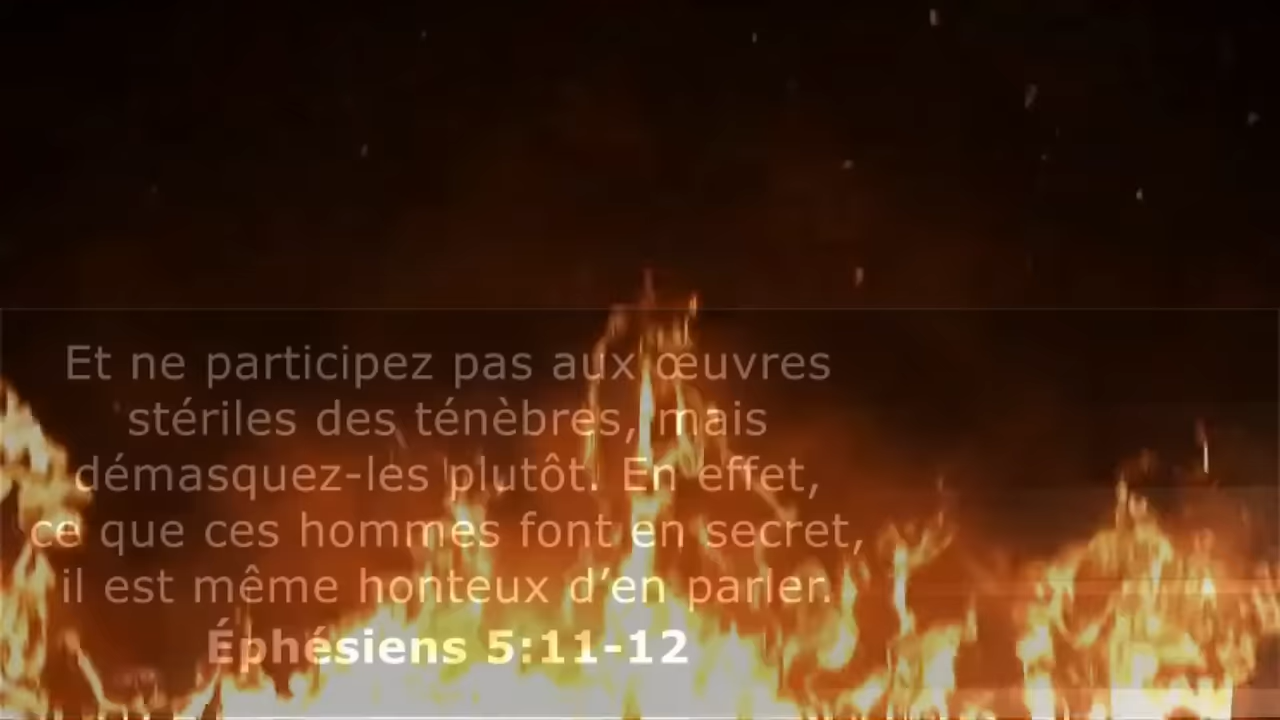 Et ne participez pas aux œuvres
stériles des ténèbres, mais
démasquez-les plutôt. En effet,
ce que ces hommes font en secret,
il est même honteux d’en parler.
Éphésiens 5:11-12